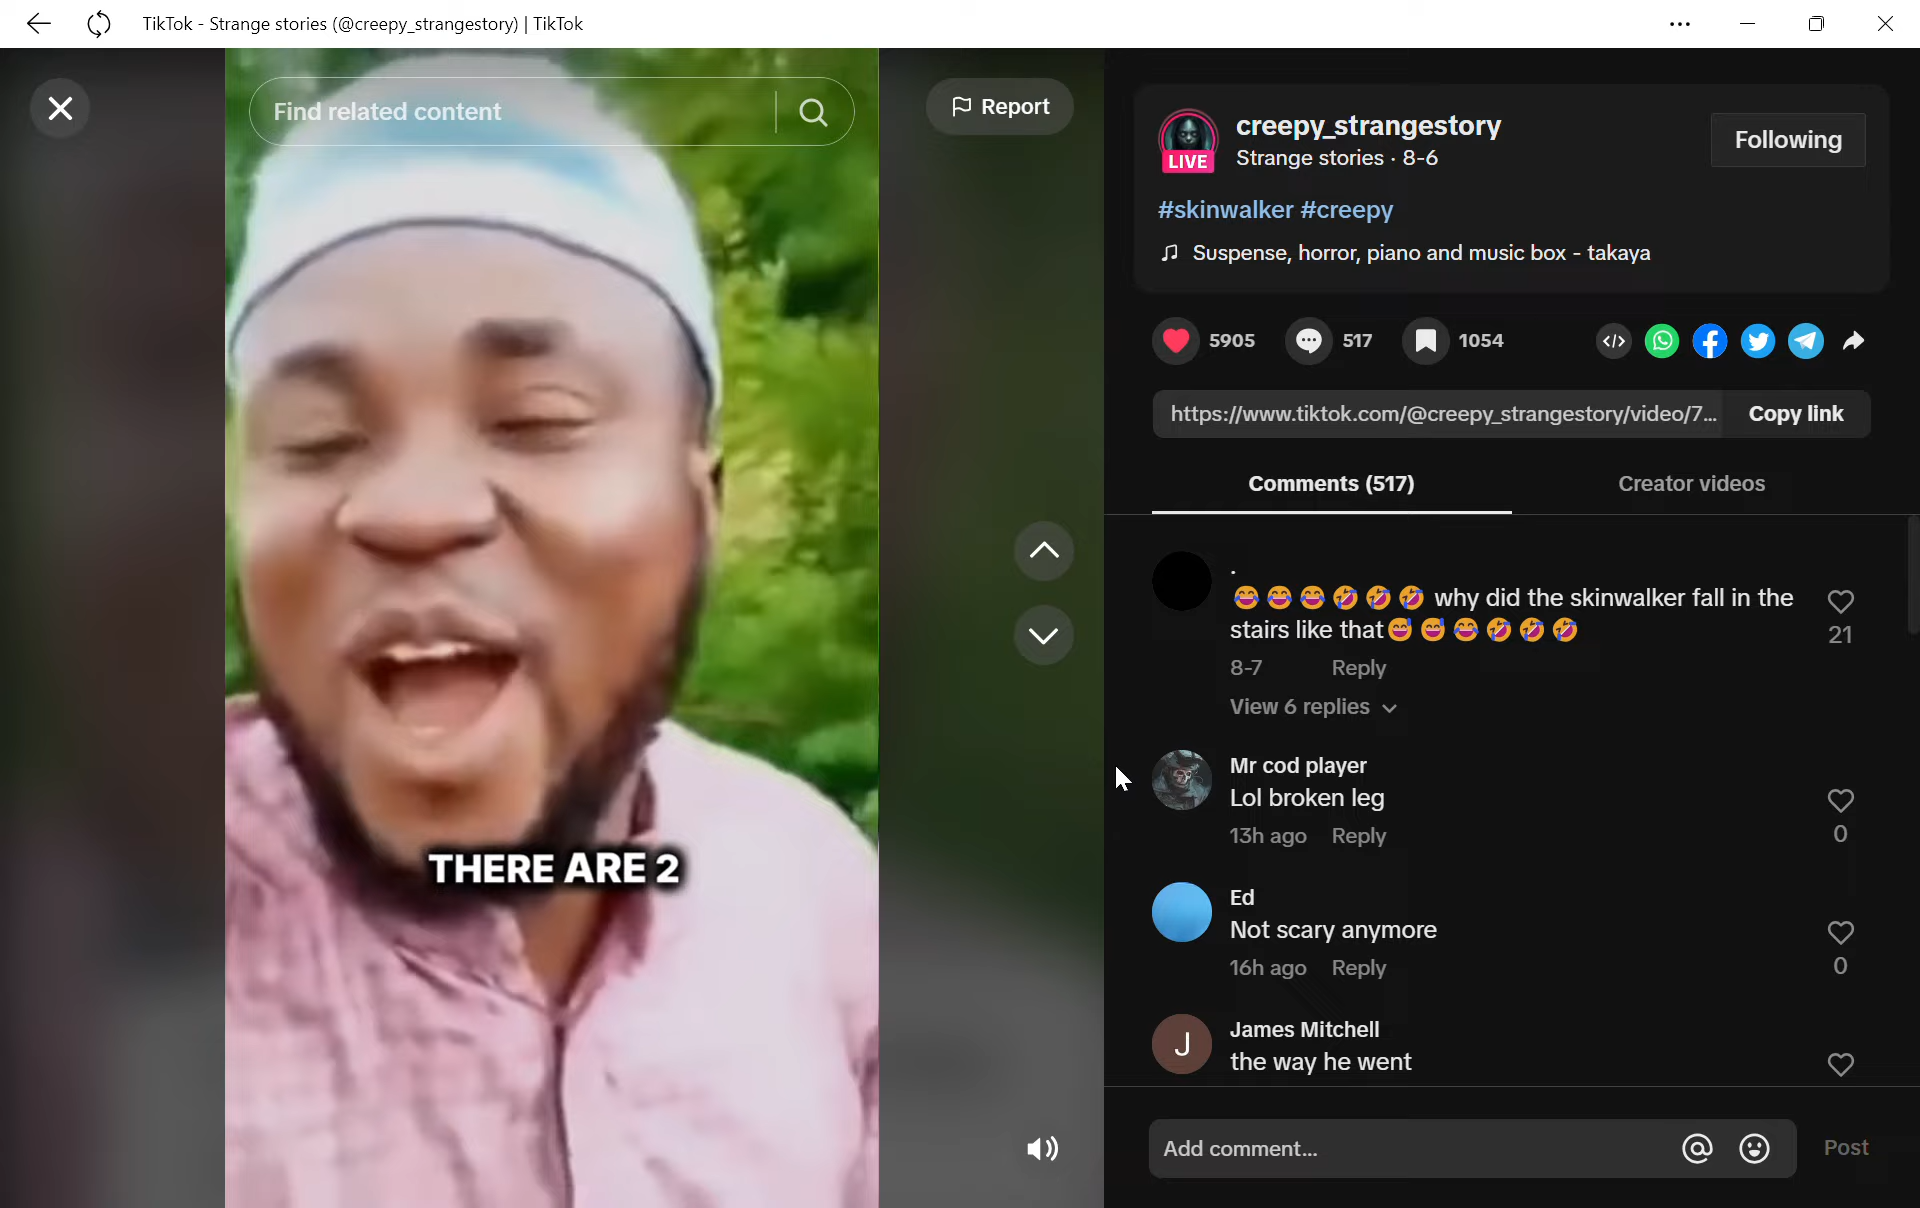 TikTok - Strange stories (@creepy_strangestory) | TikTok
Find related content
Report
THERE ARE 2
LIVE
creepy_strangestory
Strange stories · 8-6
Following
#skinwalker #creepy
Suspense, horror, piano and music box - takaya
5905
517
1054
https://www.tiktok.com/@creepy_strangestory/video/7...
Copy link
Comments (517)
Creator videos
.
😂😂😂🤣🤣🤣 why did the skinwalker fall in the
stairs like that😅😅😂🤣🤣🤣
21
8-7 Reply
View 6 replies
Mr cod player
Lol broken leg
13h ago Reply
0
Ed
Not scary anymore
16h ago Reply
0
J
James Mitchell
the way he went
Add comment...
Post